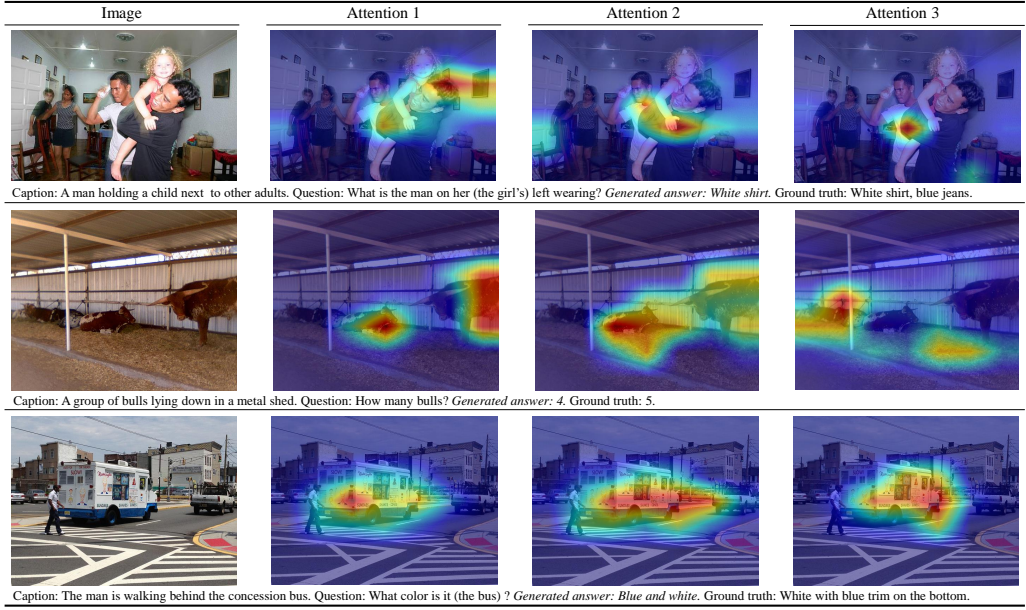 Image Attention 1 Attention 2 Attention 3
Caption: A man holding a child next to other adults. Question: What is the man on her (the girl's) left wearing? Generated answer: White shirt. Ground truth: White shirt, blue jeans.
Caption: A group of bulls lying down in a metal shed. Question: How many bulls? Generated answer: 4. Ground truth: 5.
Caption: The man is walking behind the concession bus. Question: What color is it (the bus) ? Generated answer: Blue and white. Ground truth: White with blue trim on the bottom.